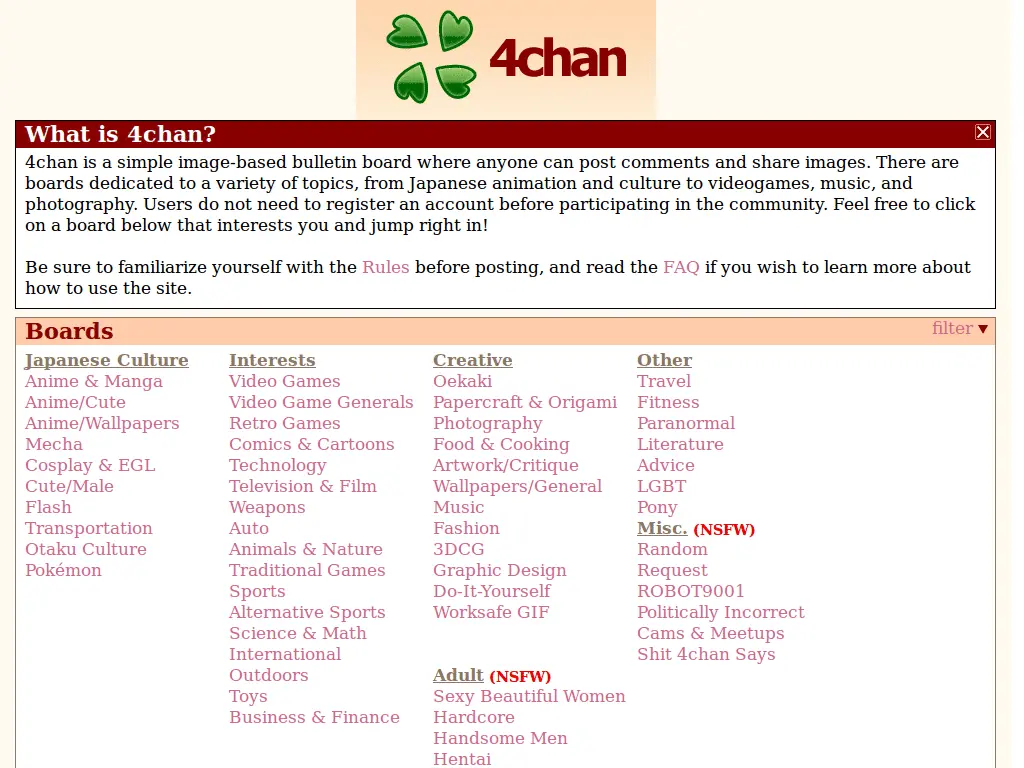 4chan
What is 4chan?
4chan is a simple image-based bulletin board where anyone can post comments and share images. There are
boards dedicated to a variety of topics, from Japanese animation and culture to videogames, music, and
photography. Users do not need to register an account before participating in the community. Feel free to click
on a board below that interests you and jump right in!
Be sure to familiarize yourself with the Rules before posting, and read the FAQ if you wish to learn more about
how to use the site.
Boards
filter ▼
Japanese Culture
Anime & Manga
Anime/Cute
Anime/Wallpapers
Mecha
Cosplay & EGL
Cute/Male
Flash
Transportation
Otaku Culture
Pokémon
Interests
Video Games
Video Game Generals
Retro Games
Comics & Cartoons
Technology
Television & Film
Weapons
Auto
Animals & Nature
Traditional Games
Sports
Alternative Sports
Science & Math
International
Outdoors
Toys
Business & Finance
Creative
Oekaki
Papercraft & Origami
Photography
Food & Cooking
Artwork/Critique
Wallpapers/General
Music
Fashion
3DCG
Graphic Design
Do-It-Yourself
Worksafe GIF
Adult (NSFW)
Sexy Beautiful Women
Hardcore
Handsome Men
Hentai
Other
Travel
Fitness
Paranormal
Literature
Advice
LGBT
Pony
Misc. (NSFW)
Random
Request
ROBOT9001
Politically Incorrect
Cams & Meetups
Shit 4chan Says